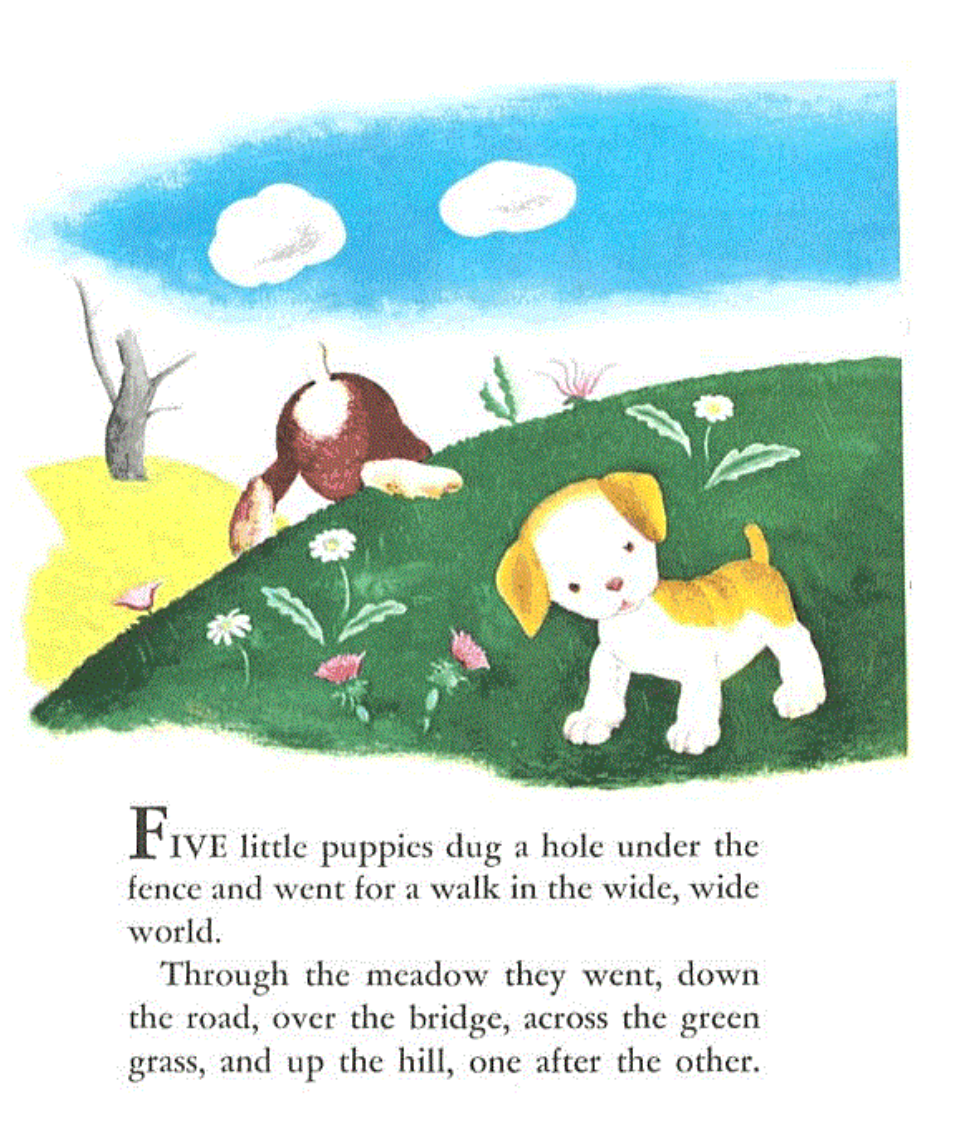 FIVE little puppies dug a hole under the
fence and went for a walk in the wide, wide
world.
Through the meadow they went, down
the road, over the bridge, across the green
grass, and up the hill, one after the other.